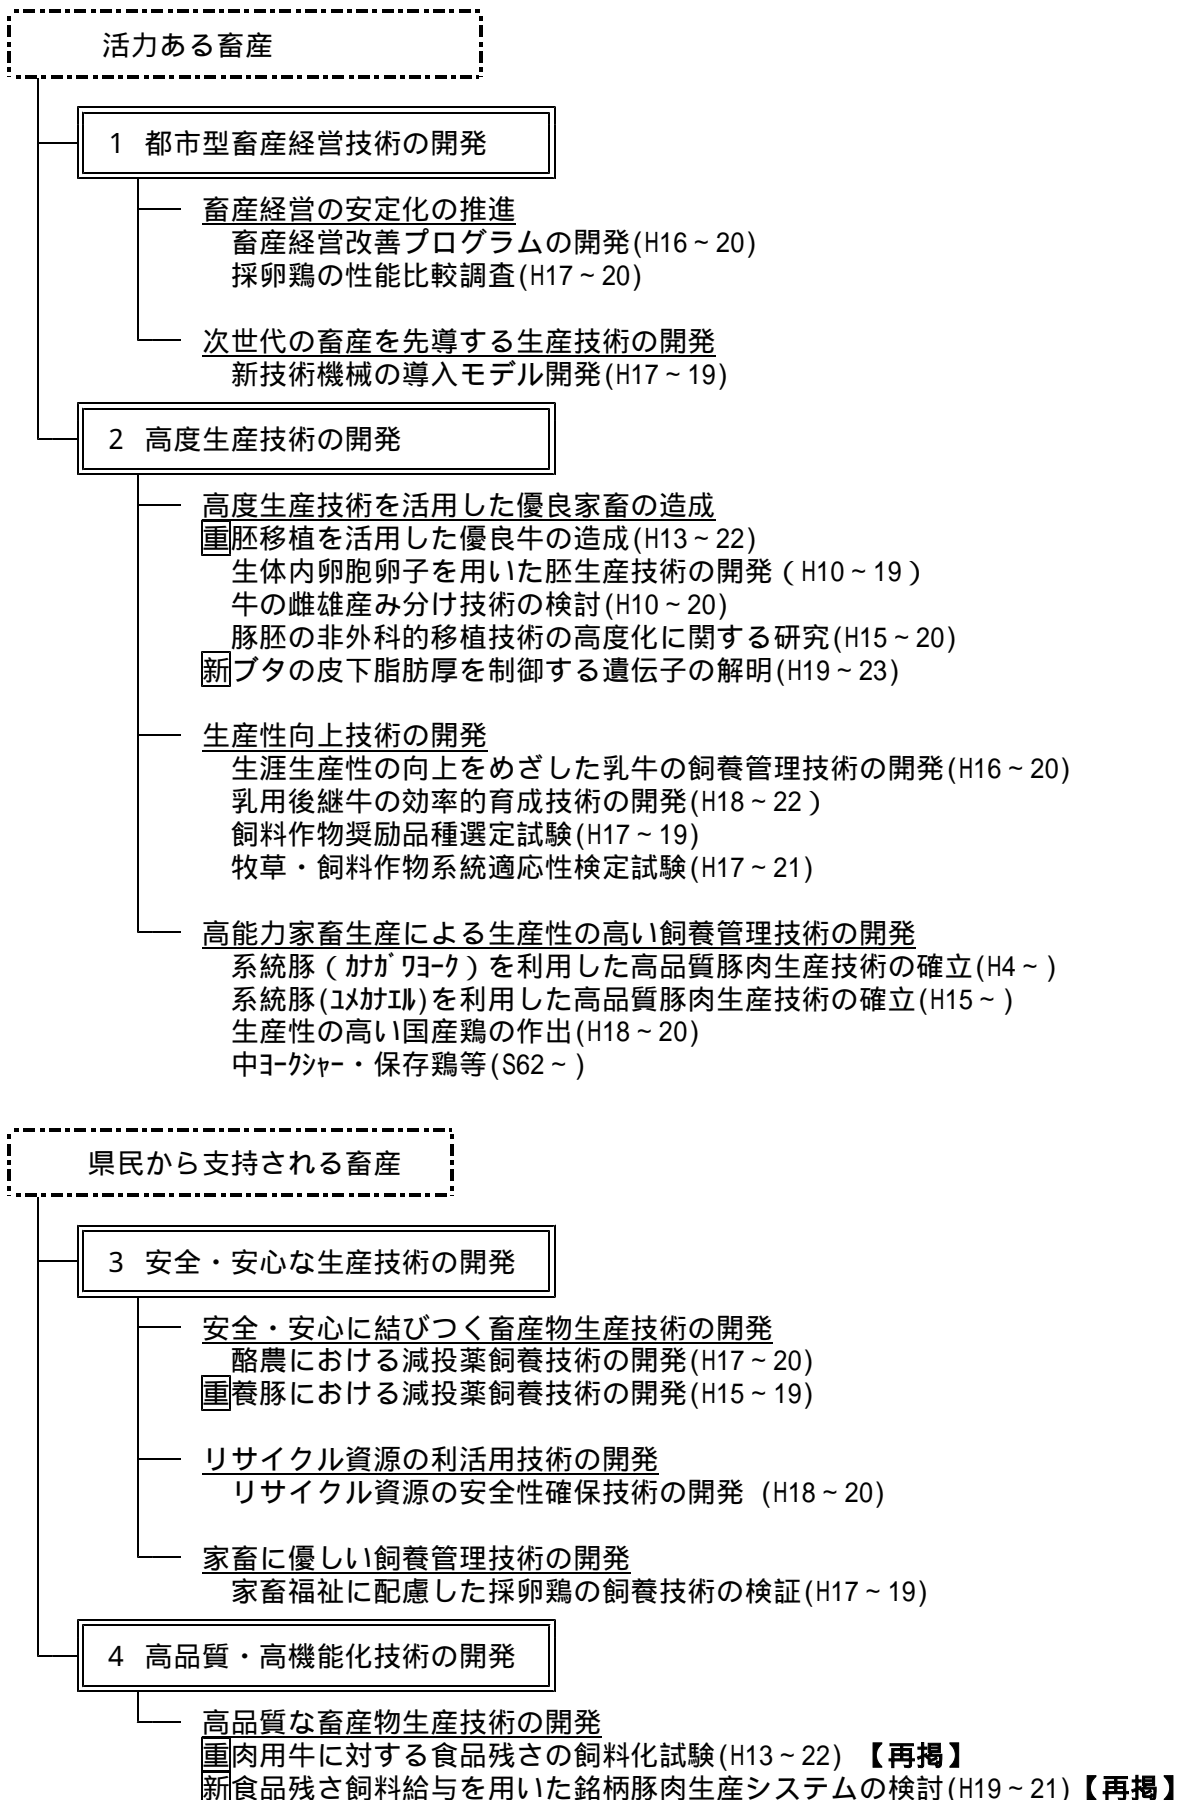 活力ある畜産
1 都市型畜産経営技術の開発
畜産経営の安定化の推進
畜産経営改善プログラムの開発(H16～20)
採卵鶏の性能比較調査(H17～20)
次世代の畜産を先導する生産技術の開発
新技術機械の導入モデル開発(H17～19)
2 高度生産技術の開発
高度生産技術を活用した優良家畜の造成
重胚移植を活用した優良牛の造成(H13～22)
生体内卵胞卵子を用いた胚生産技術の開発（H10～19）
牛の雌雄産み分け技術の検討(H10～20)
豚胚の非外科的移植技術の高度化に関する研究(H15～20)
新ブタの皮下脂肪厚を制御する遺伝子の解明(H19～23)
生産性向上技術の開発
生涯生産性の向上をめざした乳牛の飼養管理技術の開発(H16～20)
乳用後継牛の効率的育成技術の開発(H18～22）
飼料作物奨励品種選定試験(H17～19)
牧草・飼料作物系統適応性検定試験(H17～21)
高能力家畜生産による生産性の高い飼養管理技術の開発
系統豚（ｶﾅｶﾞﾜﾖｰｸ）を利用した高品質豚肉生産技術の確立(H4～)
系統豚(ﾕﾒｶﾅｴﾙ)を利用した高品質豚肉生産技術の確立(H15～)
生産性の高い国産鶏の作出(H18～20)
中ﾖｰｸｼｬｰ・保存鶏等(S62～)
県民から支持される畜産
3 安全・安心な生産技術の開発
安全・安心に結びつく畜産物生産技術の開発
酪農における減投薬飼養技術の開発(H17～20)
重養豚における減投薬飼養技術の開発(H15～19)
リサイクル資源の利活用技術の開発
リサイクル資源の安全性確保技術の開発 (H18～20)
家畜に優しい飼養管理技術の開発
家畜福祉に配慮した採卵鶏の飼養技術の検証(H17～19)
4 高品質・高機能化技術の開発
高品質な畜産物生産技術の開発
重肉用牛に対する食品残さの飼料化試験(H13～22) 【再掲】
新食品残さ飼料給与を用いた銘柄豚肉生産システムの検討(H19～21)【再掲】